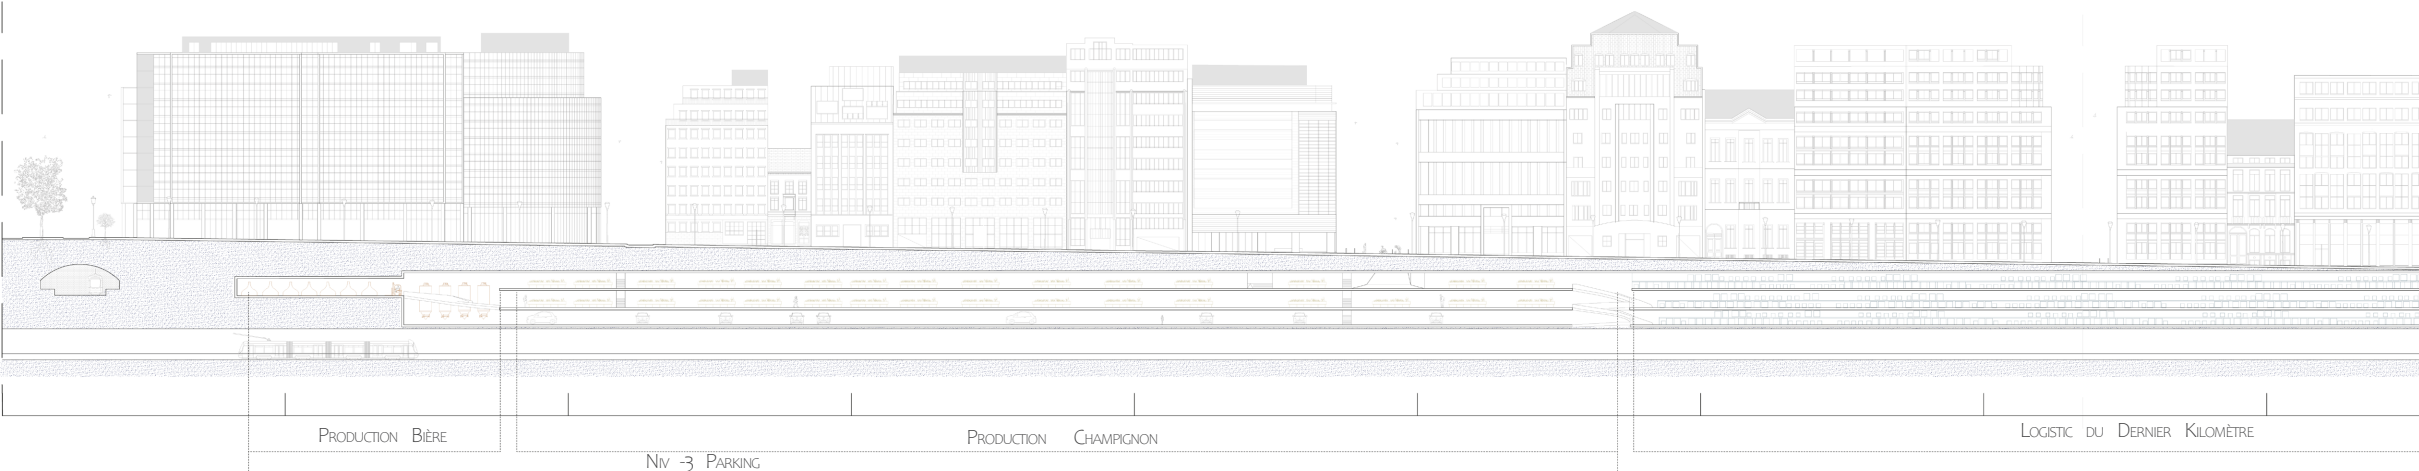 Production Bière
Production Champignon
Logistic du Dernier Kilomètre
Niv -3 Parking